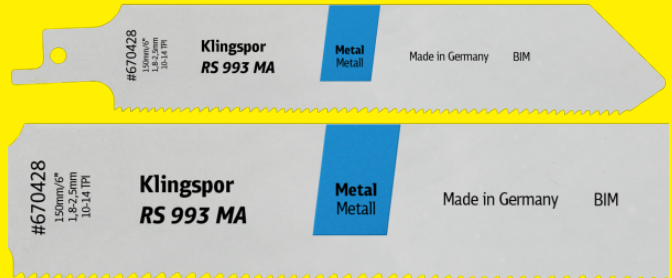 #670428
150mm/6"
1,8-2,5mm
10-14 TPI
Klingspor
RS 993 MA
Metal
Metall
Made in Germany
BIM
#670428
150mm/6"
1,8-2,5mm
10-14 TPI
Klingspor
RS 993 MA
Metal
Metall
Made in Germany
BIM